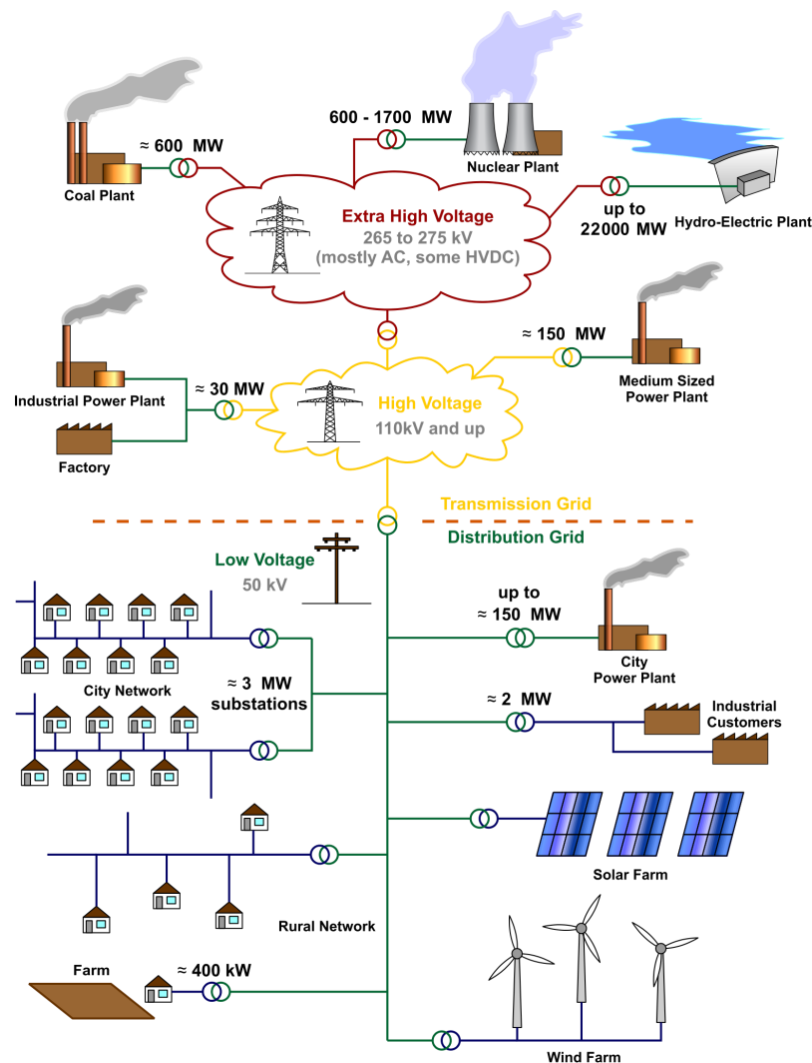 600 - 1700 MW
≈ 600 MW
Nuclear Plant
Coal Plant
up to
22000 MW
Hydro-Electric Plant
Extra High Voltage
265 to 275 kV
(mostly AC, some HVDC)
≈ 150 MW
Medium Sized
Power Plant
Industrial Power Plant
≈ 30 MW
Factory
High Voltage
110kV and up
Transmission Grid
Distribution Grid
Low Voltage
50 kV
up to
≈ 150 MW
City
Power Plant
City Network
≈ 3 MW
substations
≈ 2 MW
Industrial
Customers
Solar Farm
Rural Network
Farm
≈ 400 kW
Wind Farm